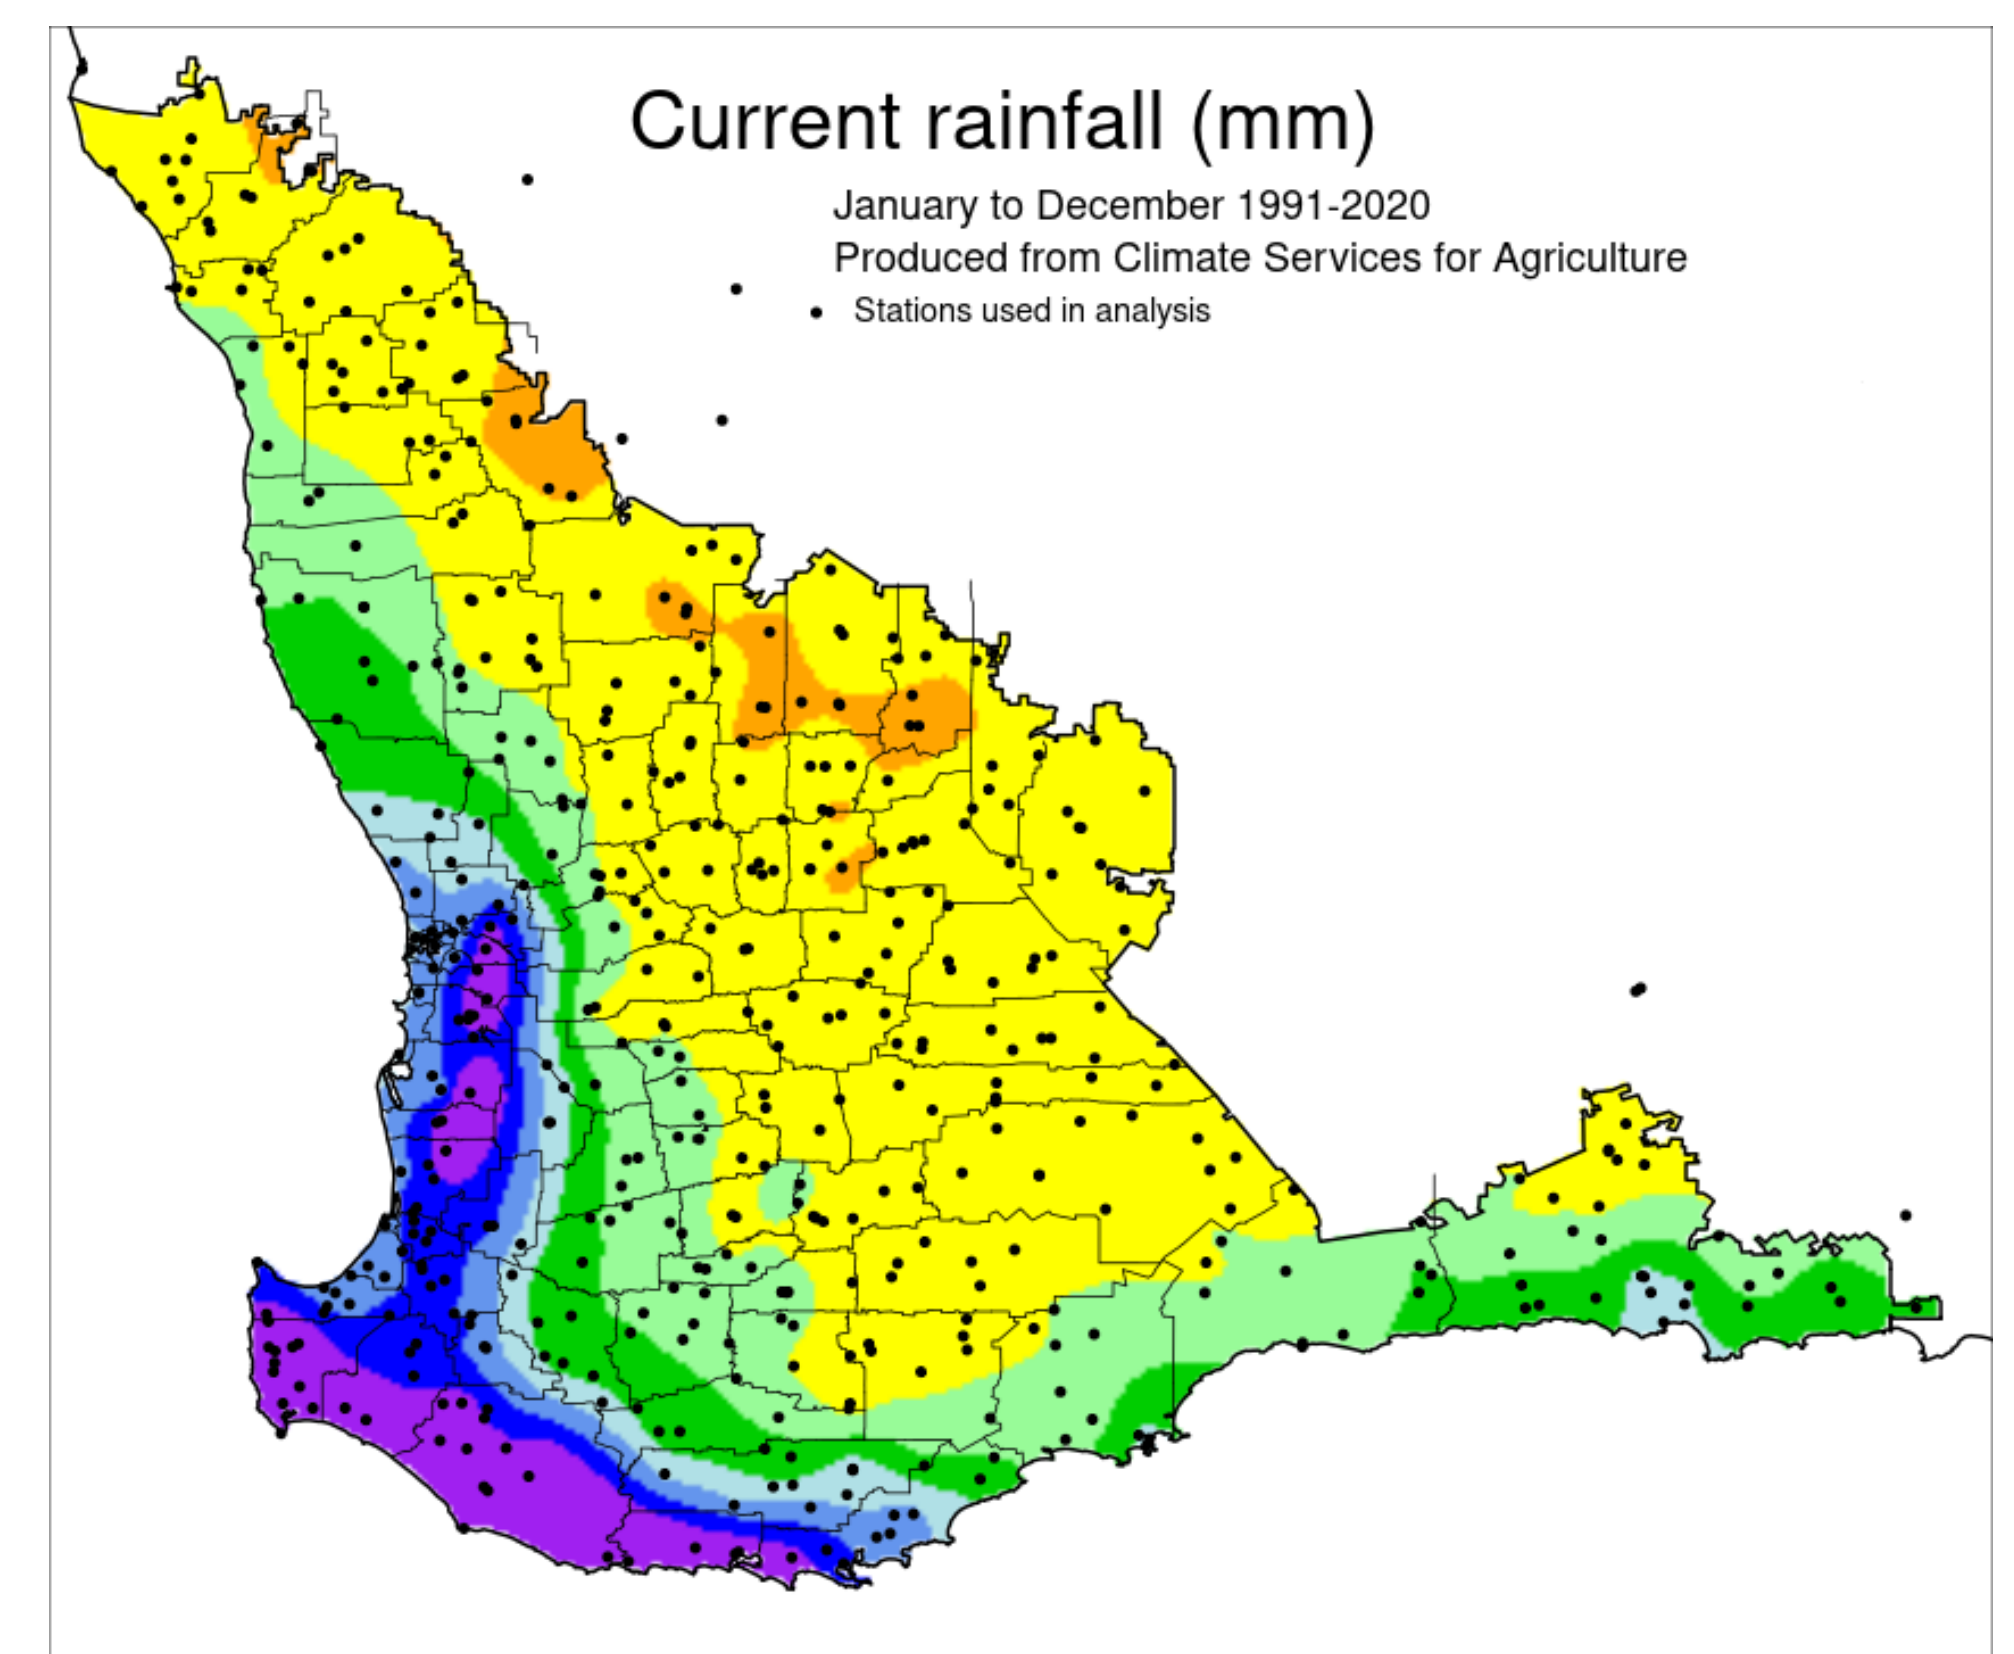 Current rainfall (mm)
January to December 1991-2020
Produced from Climate Services for Agriculture
Stations used in analysis